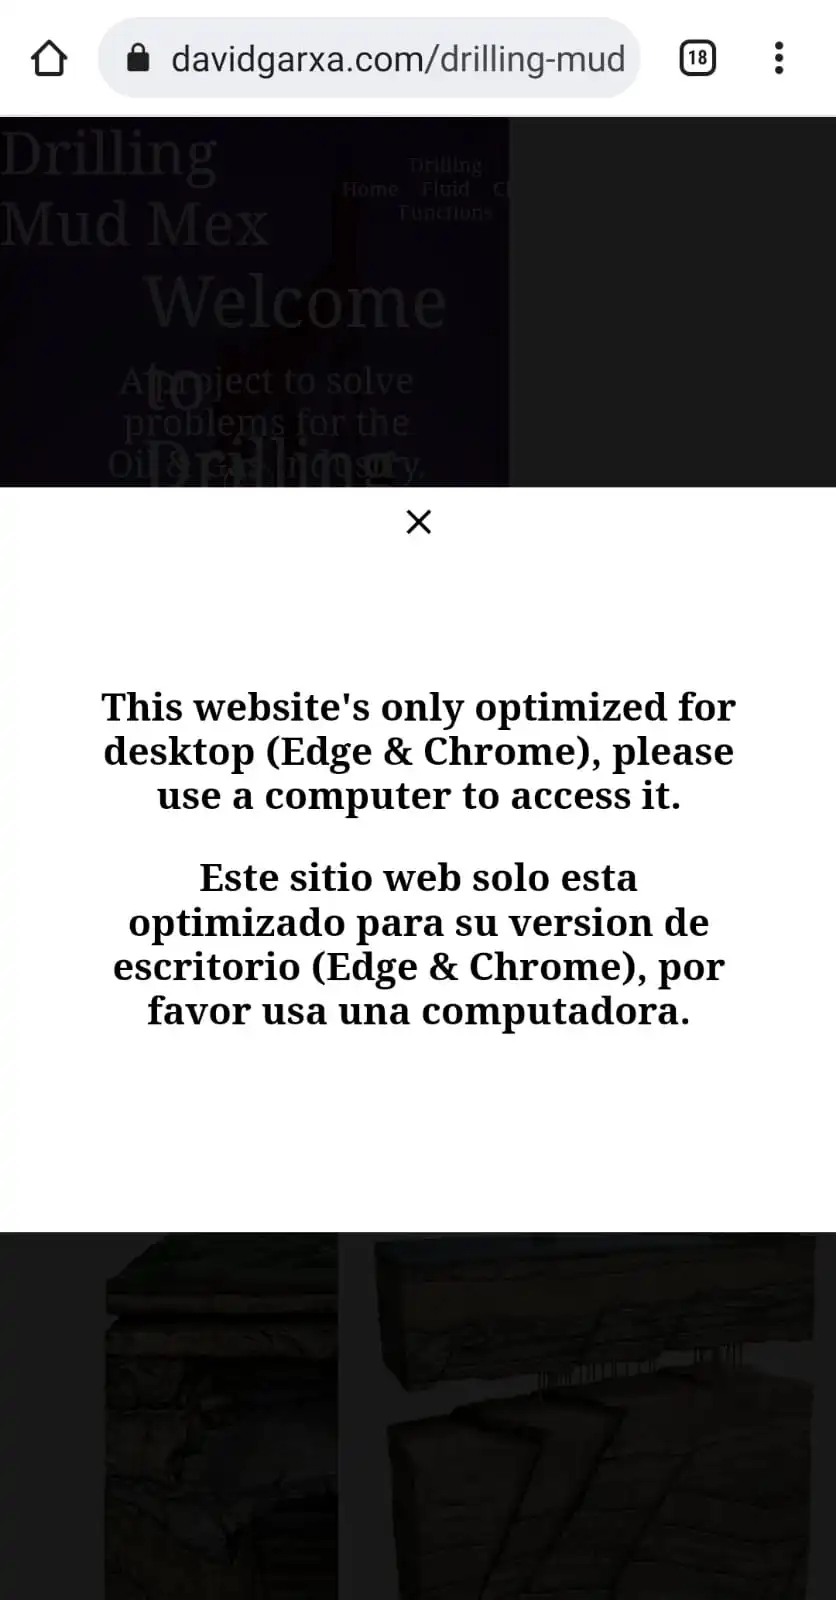 davidgarxa.com/drilling-mud
18
Drilling
Mud Mex
Drilling
Home Fluid
Functions
Welcome
to
Drilling
A project to solve
problems for the
Oil & Gas Industry.
This website's only optimized for
desktop (Edge & Chrome), please
use a computer to access it.
Este sitio web solo esta
optimizado para su version de
escritorio (Edge & Chrome), por
favor usa una computadora.